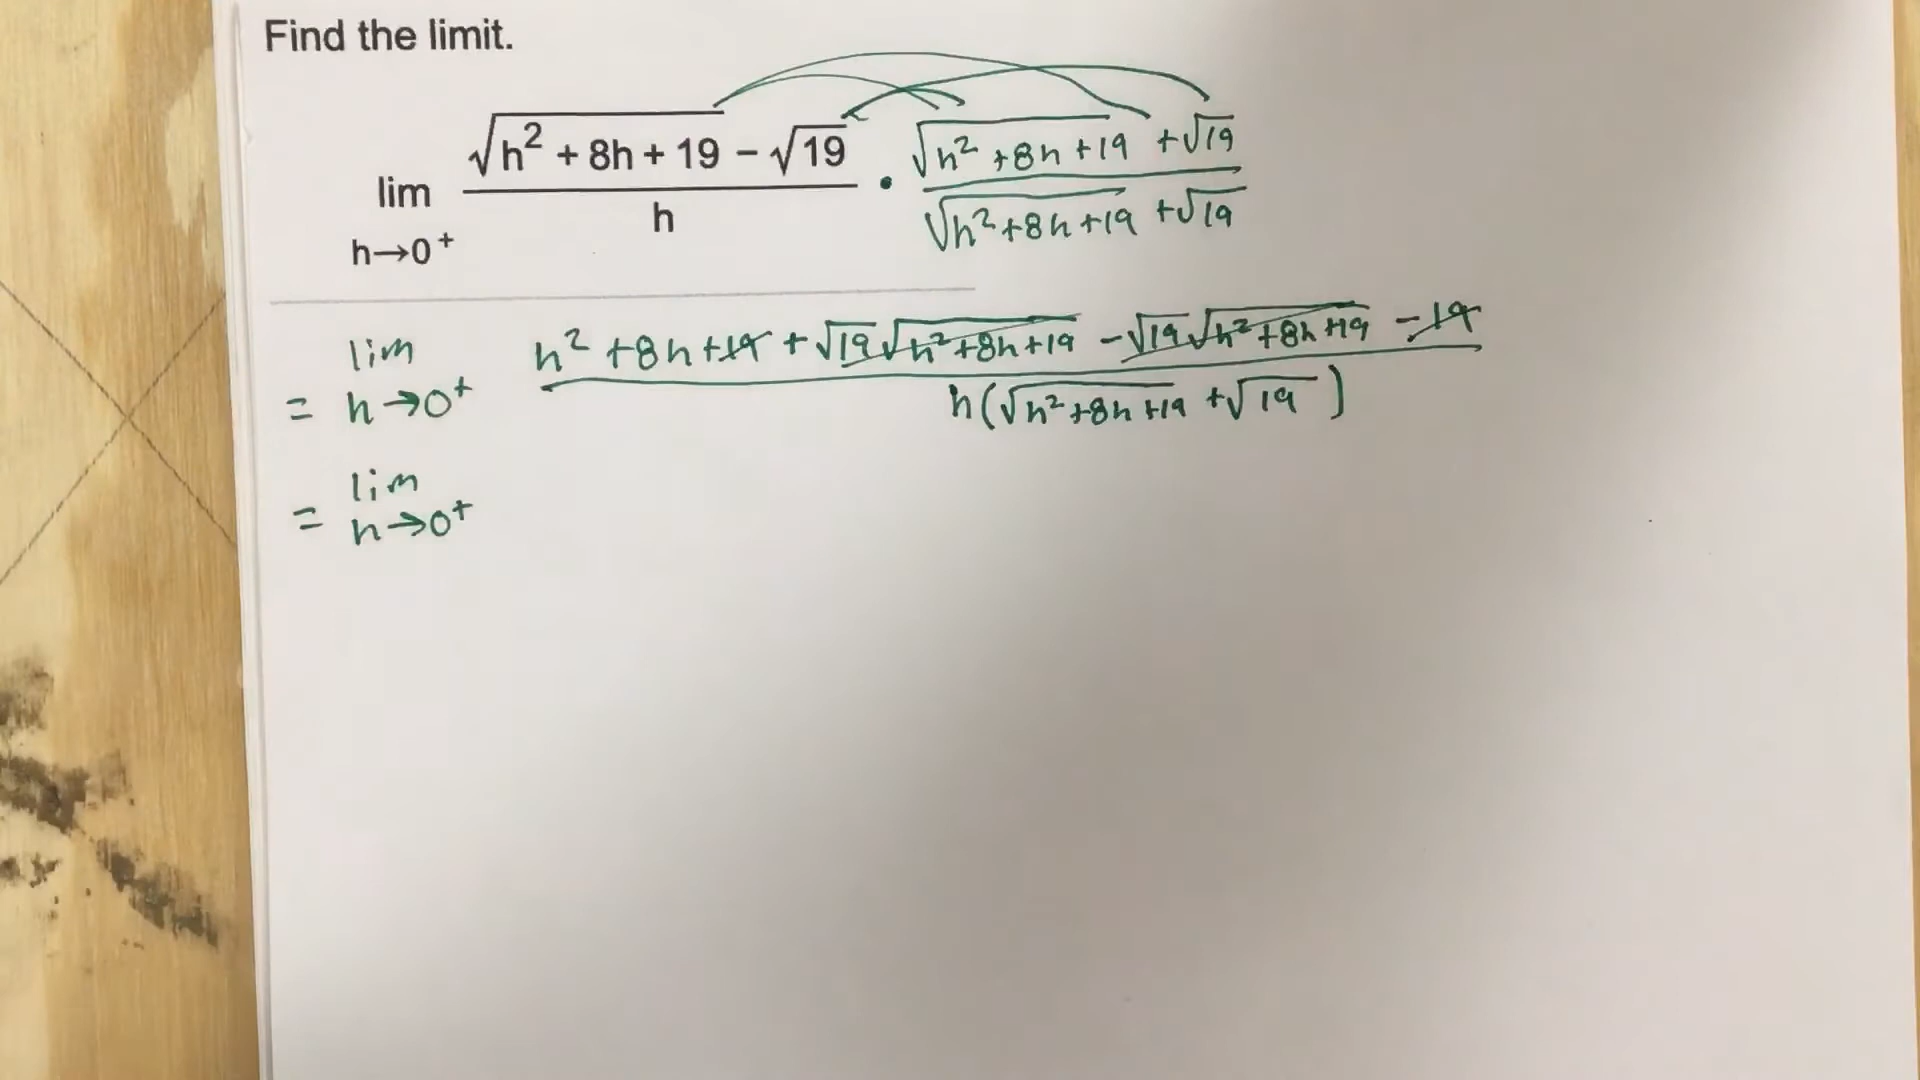 Find the limit.
lim h→0⁺ (√(h² + 8h + 19) − √19) / h · (√(h² + 8h + 19) + √19) / (√(h² + 8h + 19) + √19)
= lim h→0⁺ (h² + 8h + 19 + √19 √(h² + 8h + 19) − √19 √(h² + 8h + 19) − 19) / (h(√(h² + 8h + 19) + √19))
= lim h→0⁺